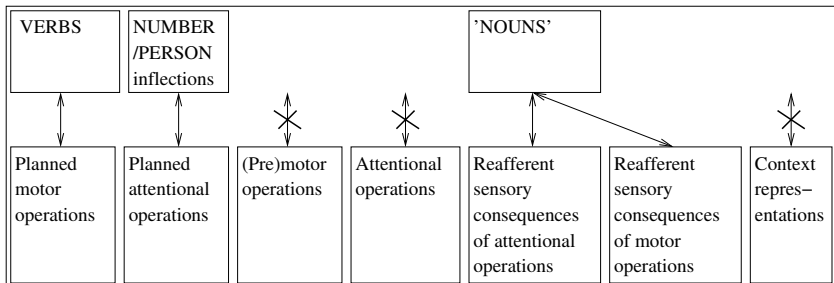 VERBS
NUMBER
/PERSON
inflections
'NOUNS'
Planned
motor
operations
Planned
attentional
operations
(Pre)motor
operations
Attentional
operations
Reafferent
sensory
consequences
of attentional
operations
Reafferent
sensory
consequences
of motor
operations
Context
repres-
entations